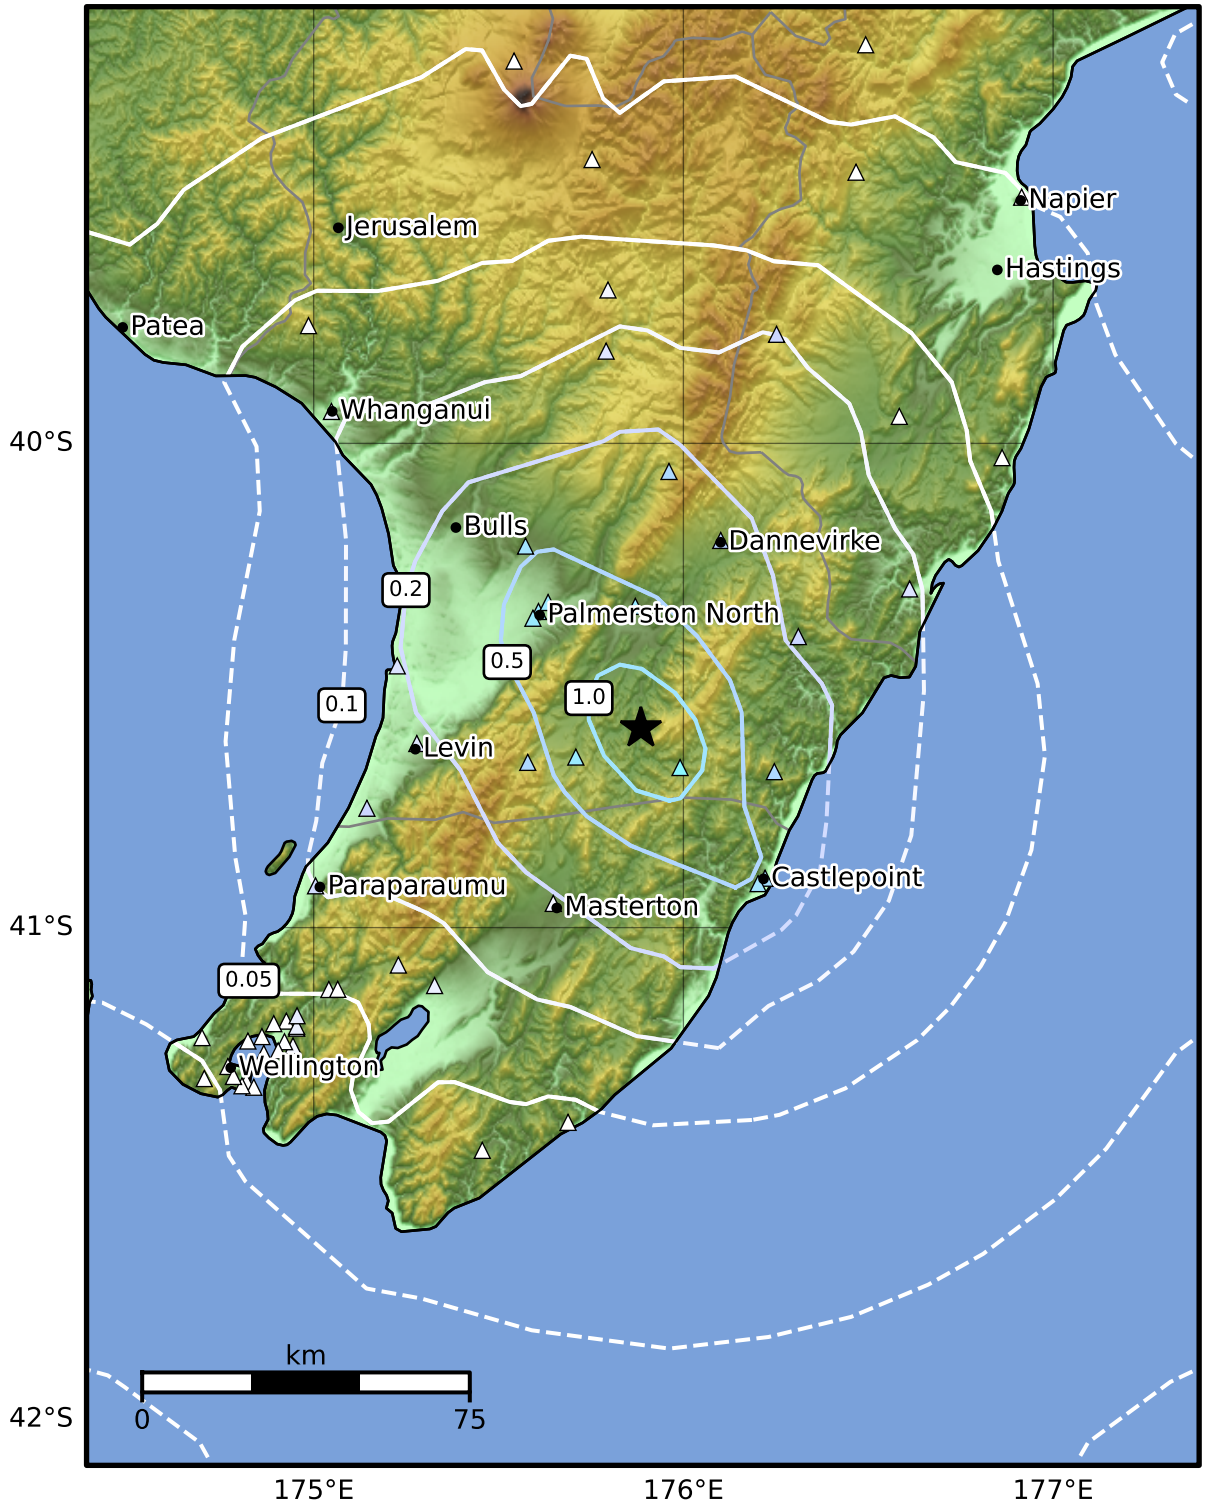 Napier
Jerusalem
Hastings
Patea
Whanganui
40°S
Bulls
Dannevirke
0.2
Palmerston North
0.5
1.0
0.1
Levin
Castlepoint
Paraparaumu
Masterton
41°S
0.05
Wellington
km
0
75
42°S
175°E
176°E
177°E